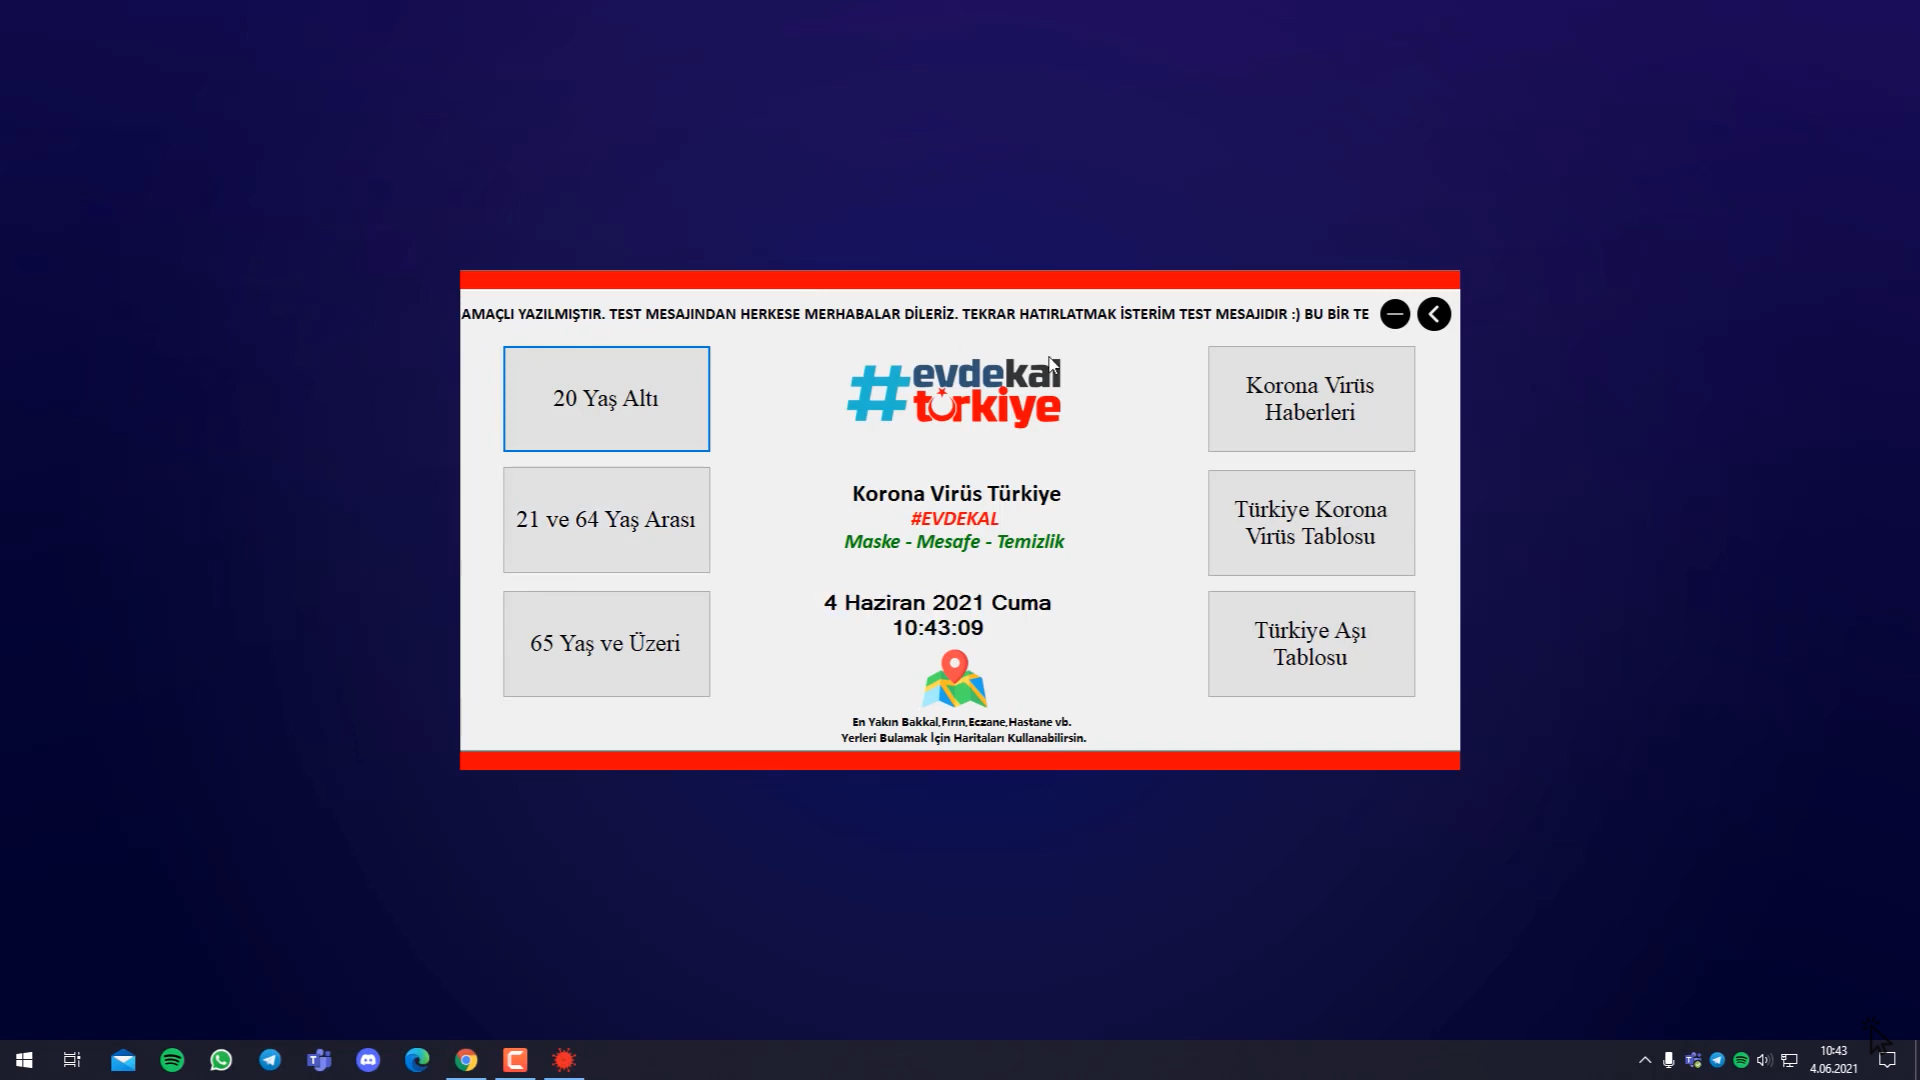 AMAÇLI YAZILMIŞTIR. TEST MESAJINDAN HERKESE MERHABALAR DİLERİZ. TEKRAR HATIRLATMAK İSTERİM TEST MESAJIDIR :) BU BİR TE
20 Yaş Altı
21 ve 64 Yaş Arası
65 Yaş ve Üzeri
#evdekal
türkiye
Korona Virüs Türkiye
#EVDEKAL
Maske - Mesafe - Temizlik
4 Haziran 2021 Cuma
10:43:09
En Yakın Bakkal,Fırın,Eczane,Hastane vb.
Yerleri Bulamak İçin Haritaları Kullanabilirsin.
Korona Virüs
Haberleri
Türkiye Korona
Virüs Tablosu
Türkiye Aşı
Tablosu
10:43
4.06.2021